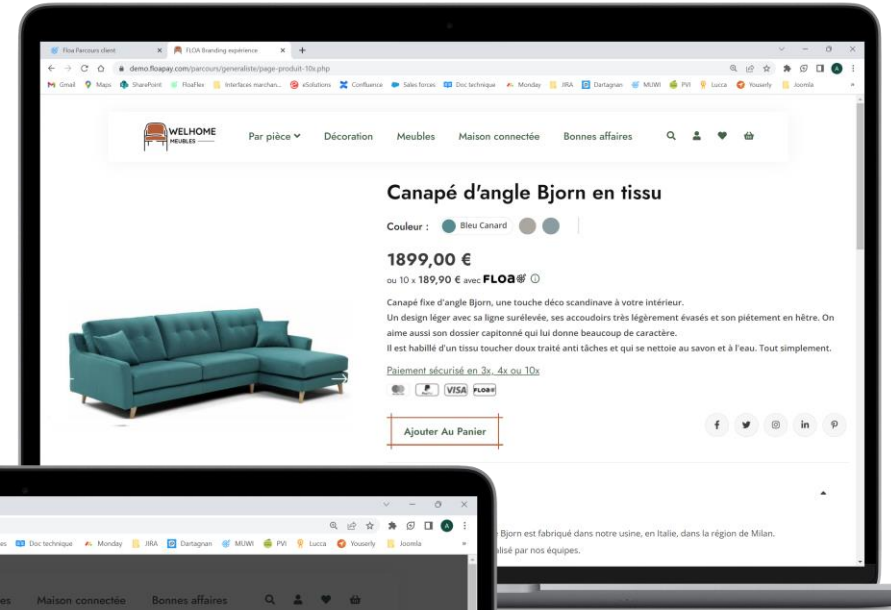 Floa Parcours client
FLOA Branding expérience
demo.floapay.com/parcours/generaliste/page-produit-10x.php
Gmail Maps SharePoint FloaFlex Interfaces marchan... eSolutions Confluence Sales forces Doc technique Monday JIRA Dartagnan MUWI PVI Lucca Youserly Joomla
WELHOME
MEUBLES
Par pièce Décoration Meubles Maison connectée Bonnes affaires
Canapé d'angle Bjorn en tissu
Couleur : Bleu Canard
1899,00 €
ou 10 x 189,90 € avec FLOA
Canapé fixe d'angle Bjorn, une touche déco scandinave à votre intérieur.
Un design léger avec sa ligne surélevée, ses accoudoirs très légèrement évasés et son piétement en hêtre. On
aime aussi son dossier capitonné qui lui donne beaucoup de caractère.
Il est habillé d'un tissu toucher doux traité anti tâches et qui se nettoie au savon et à l'eau. Tout simplement.
Paiement sécurisé en 3x, 4x ou 10x
VISA FLOA
Ajouter Au Panier
Bjorn est fabriqué dans notre usine, en Italie, dans la région de Milan.
alisé par nos équipes.
es Doc technique Monday JIRA Dartagnan MUWI PVI Lucca Youserly Joomla
es Maison connectée Bonnes affaires